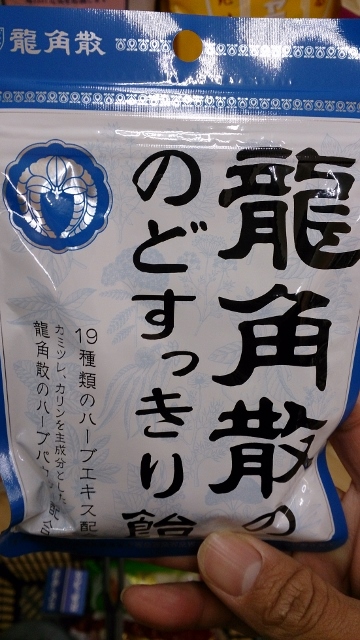 龍角散
龍角散の
のどすっきり飴
19種類のハーブエキス配
カミツレ、カリンを主成分とした
龍角散のハーブパウ